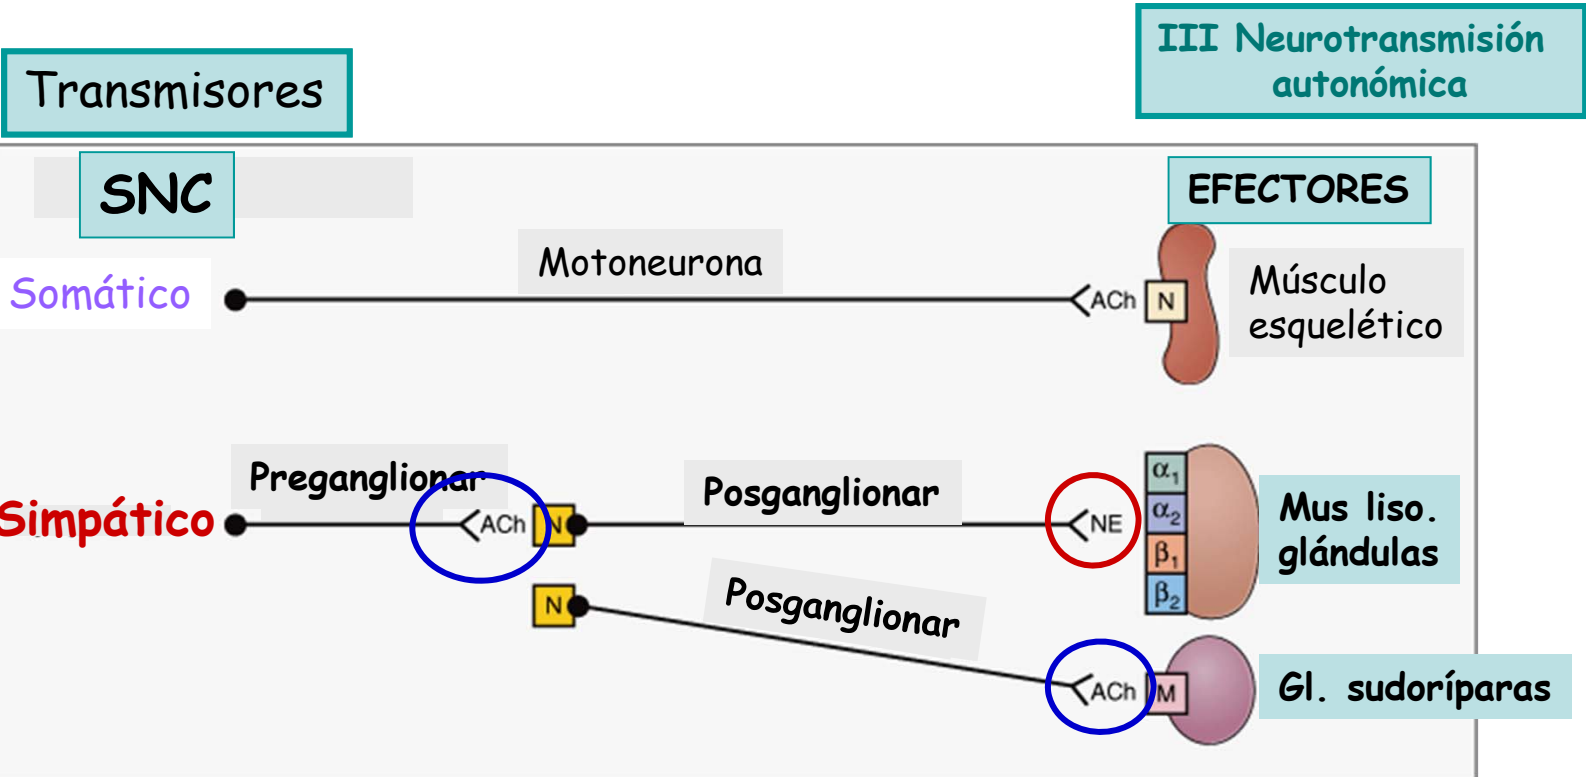 III Neurotransmisión
autonómica
Transmisores
SNC
EFECTORES
Motoneurona
Somático
ACh
N
Músculo
esquelético
Preganglionar
Posganglionar
Simpático
ACh
N
NE
α1
α2
β1
β2
Mus liso.
glándulas
N
Posganglionar
ACh
M
Gl. sudoríparas